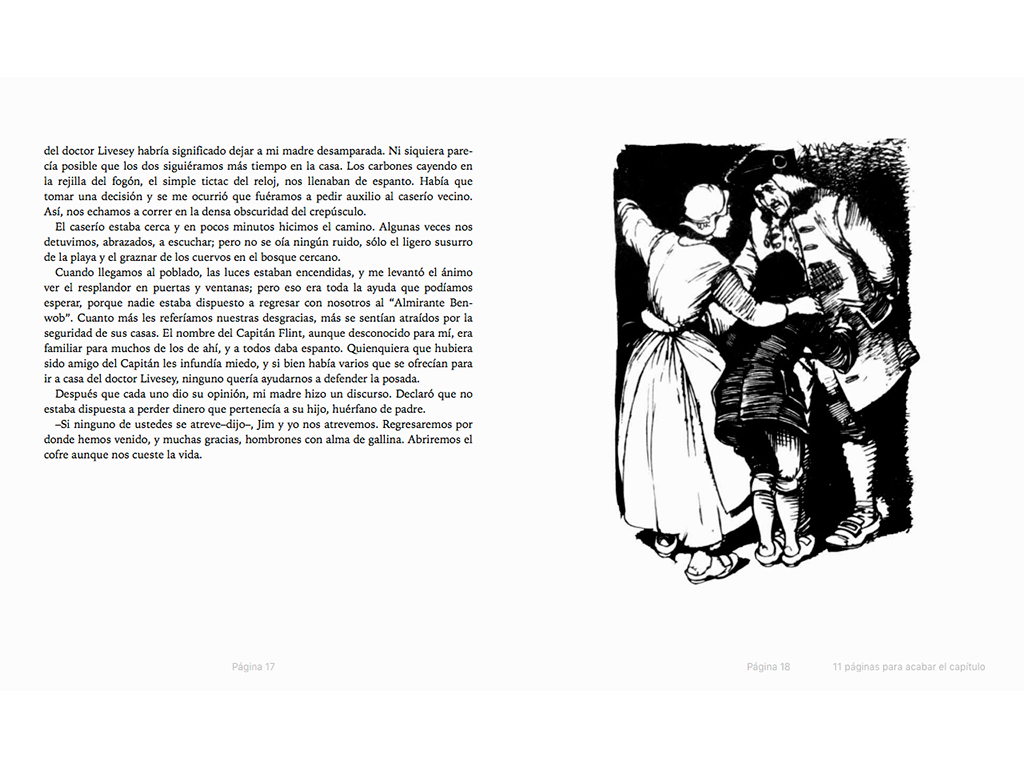 del doctor Livesey habría significado dejar a mi madre desamparada. Ni siquiera pare-
cía posible que los dos siguiéramos más tiempo en la casa. Los carbones cayendo en
la rejilla del fogón, el simple tictac del reloj, nos llenaban de espanto. Había que
tomar una decisión y se me ocurrió que fuéramos a pedir auxilio al caserío vecino.
Así, nos echamos a correr en la densa obscuridad del crepúsculo.
El caserío estaba cerca y en pocos minutos hicimos el camino. Algunas veces nos
detuvimos, abrazados, a escuchar; pero no se oía ningún ruido, sólo el ligero susurro
de la playa y el graznar de los cuervos en el bosque cercano.
Cuando llegamos al poblado, las luces estaban encendidas, y me levantó el ánimo
ver el resplandor en puertas y ventanas; pero eso era toda la ayuda que podíamos
esperar, porque nadie estaba dispuesto a regresar con nosotros al “Almirante Ben-
wob”. Cuanto más les referíamos nuestras desgracias, más se sentían atraídos por la
seguridad de sus casas. El nombre del Capitán Flint, aunque desconocido para mí, era
familiar para muchos de los de ahí, y a todos daba espanto. Quienquiera que hubiera
sido amigo del Capitán les infundía miedo, y si bien había varios que se ofrecían para
ir a casa del doctor Livesey, ninguno quería ayudarnos a defender la posada.
Después que cada uno dio su opinión, mi madre hizo un discurso. Declaró que no
estaba dispuesta a perder dinero que pertenecía a su hijo, huérfano de padre.
–Si ninguno de ustedes se atreve–dijo–, Jim y yo nos atrevemos. Regresaremos por
donde hemos venido, y muchas gracias, hombrones con alma de gallina. Abriremos el
cofre aunque nos cueste la vida.
Página 17
Página 18
11 páginas para acabar el capítulo